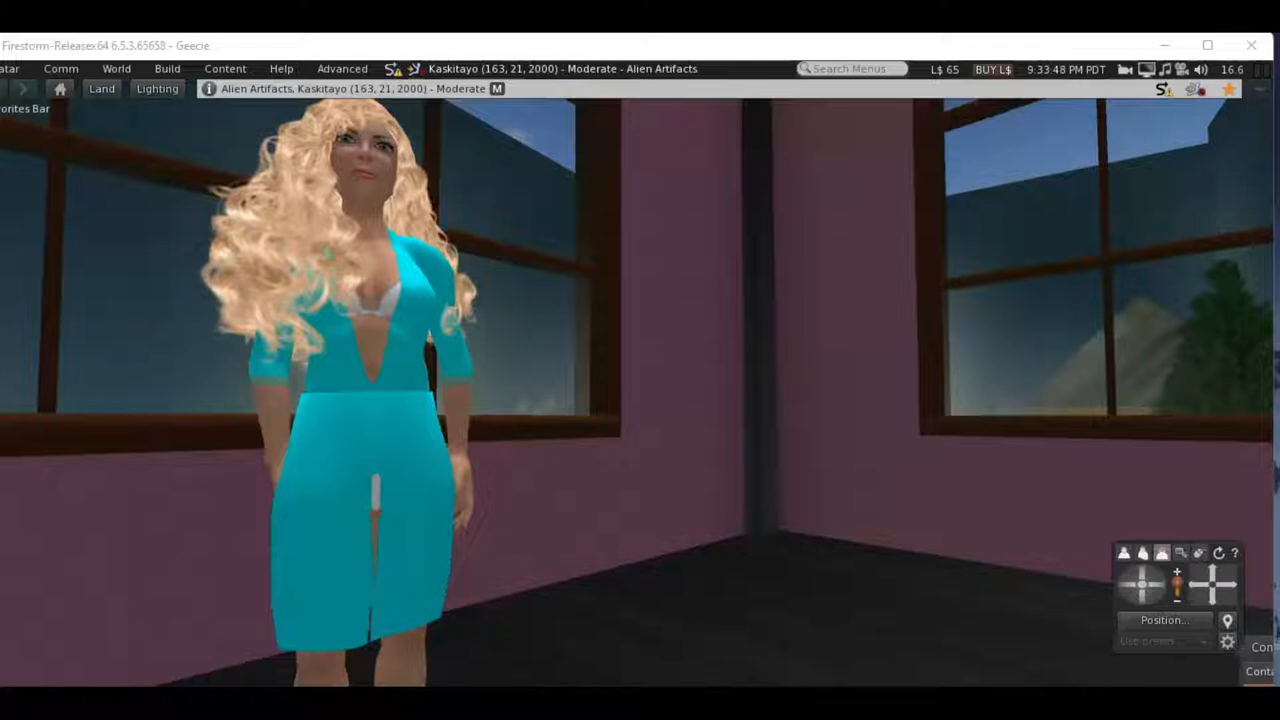 Firestorm-Releasex64 6.5.3.65658 - Geecie
atar Comm World Build Content Help Advanced Kaskitayo (163, 21, 2000) - Moderate - Alien Artifacts Search Menus L$ 65 BUY L$ 9:33:48 PM PDT 16.6
Land Lighting Alien Artifacts, Kaskitayo (163, 21, 2000) - Moderate M
orites Bar
?
Position...
Use preset
Con
Conta